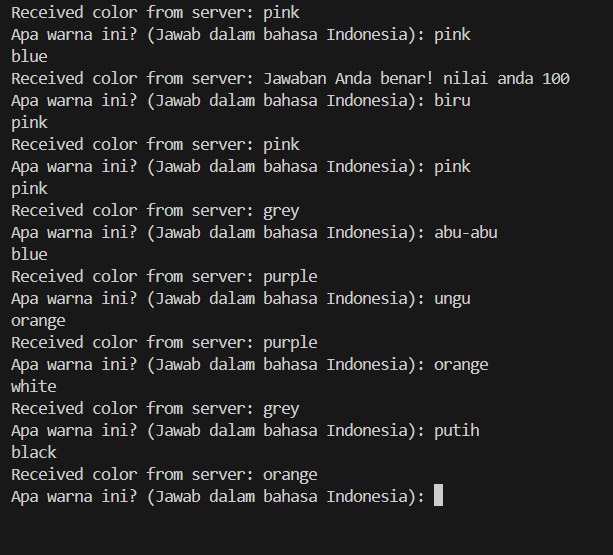 Received color from server: pink
Apa warna ini? (Jawab dalam bahasa Indonesia): pink
blue
Received color from server: Jawaban Anda benar! nilai anda 100
Apa warna ini? (Jawab dalam bahasa Indonesia): biru
pink
Received color from server: pink
Apa warna ini? (Jawab dalam bahasa Indonesia): pink
pink
Received color from server: grey
Apa warna ini? (Jawab dalam bahasa Indonesia): abu-abu
blue
Received color from server: purple
Apa warna ini? (Jawab dalam bahasa Indonesia): ungu
orange
Received color from server: purple
Apa warna ini? (Jawab dalam bahasa Indonesia): orange
white
Received color from server: grey
Apa warna ini? (Jawab dalam bahasa Indonesia): putih
black
Received color from server: orange
Apa warna ini? (Jawab dalam bahasa Indonesia):